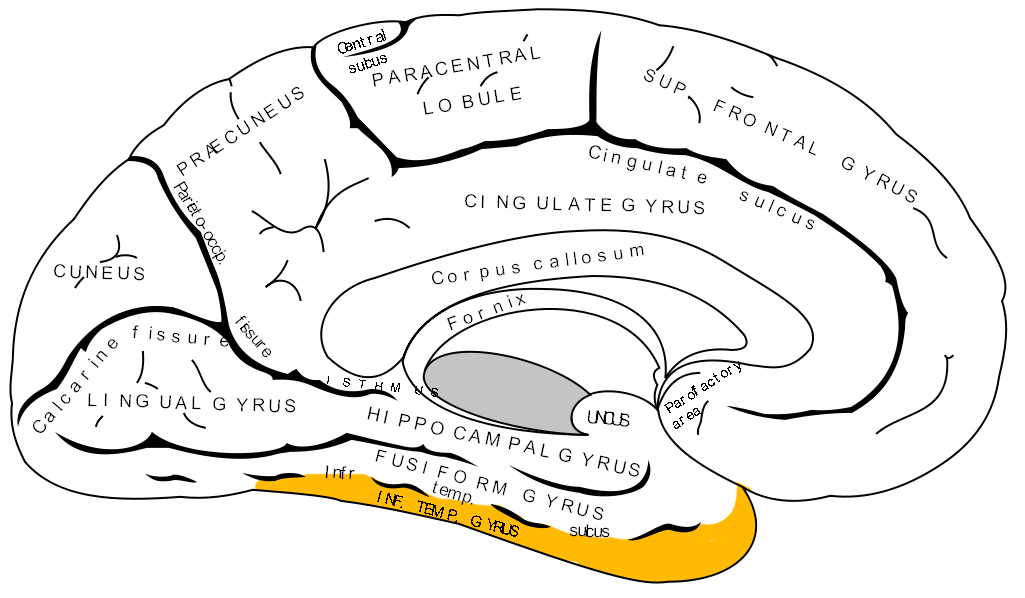 Central
sulcus
PARACENTRAL
LOBULE
SUP. FRONTAL GYRUS
PRÆCUNEUS
Cingulate sulcus
CINGULATE GYRUS
Parieto-occip.
fissure
CUNEUS
Corpus callosum
Fornix
Calcarine fissure
ISTHMUS
Parolfactory
area
LINGUAL GYRUS
HIPPOCAMPAL GYRUS
UNCUS
FUSIFORM GYRUS
Infr
temp.
sulcus
INF. TEMP. GYRUS